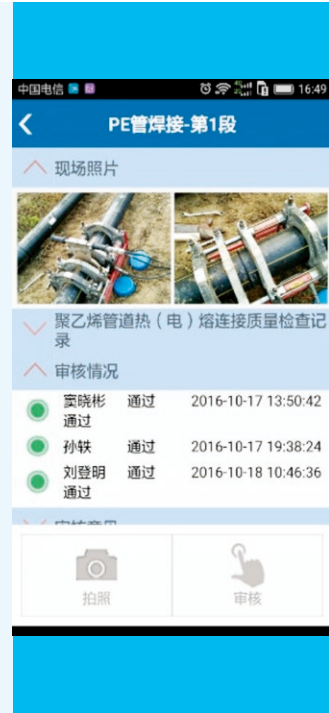 中国电信 16:49
PE管焊接-第1段
现场照片
聚乙烯管道热（电）熔连接质量检查记
录
审核情况
窦晓彬 通过 2016-10-17 13:50:42
通过
孙轶 通过 2016-10-17 19:38:24
刘登明 通过 2016-10-18 10:46:36
通过
拍照 审核